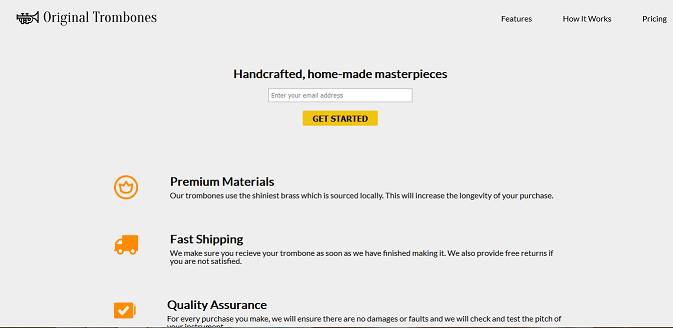 Original Trombones
Features
How It Works
Pricing
Handcrafted, home-made masterpieces
Enter your email address
GET STARTED
Premium Materials
Our trombones use the shiniest brass which is sourced locally. This will increase the longevity of your purchase.
Fast Shipping
We make sure you recieve your trombone as soon as we have finished making it. We also provide free returns if
you are not satisfied.
Quality Assurance
For every purchase you make, we will ensure there are no damages or faults and we will check and test the pitch of
your instrument.